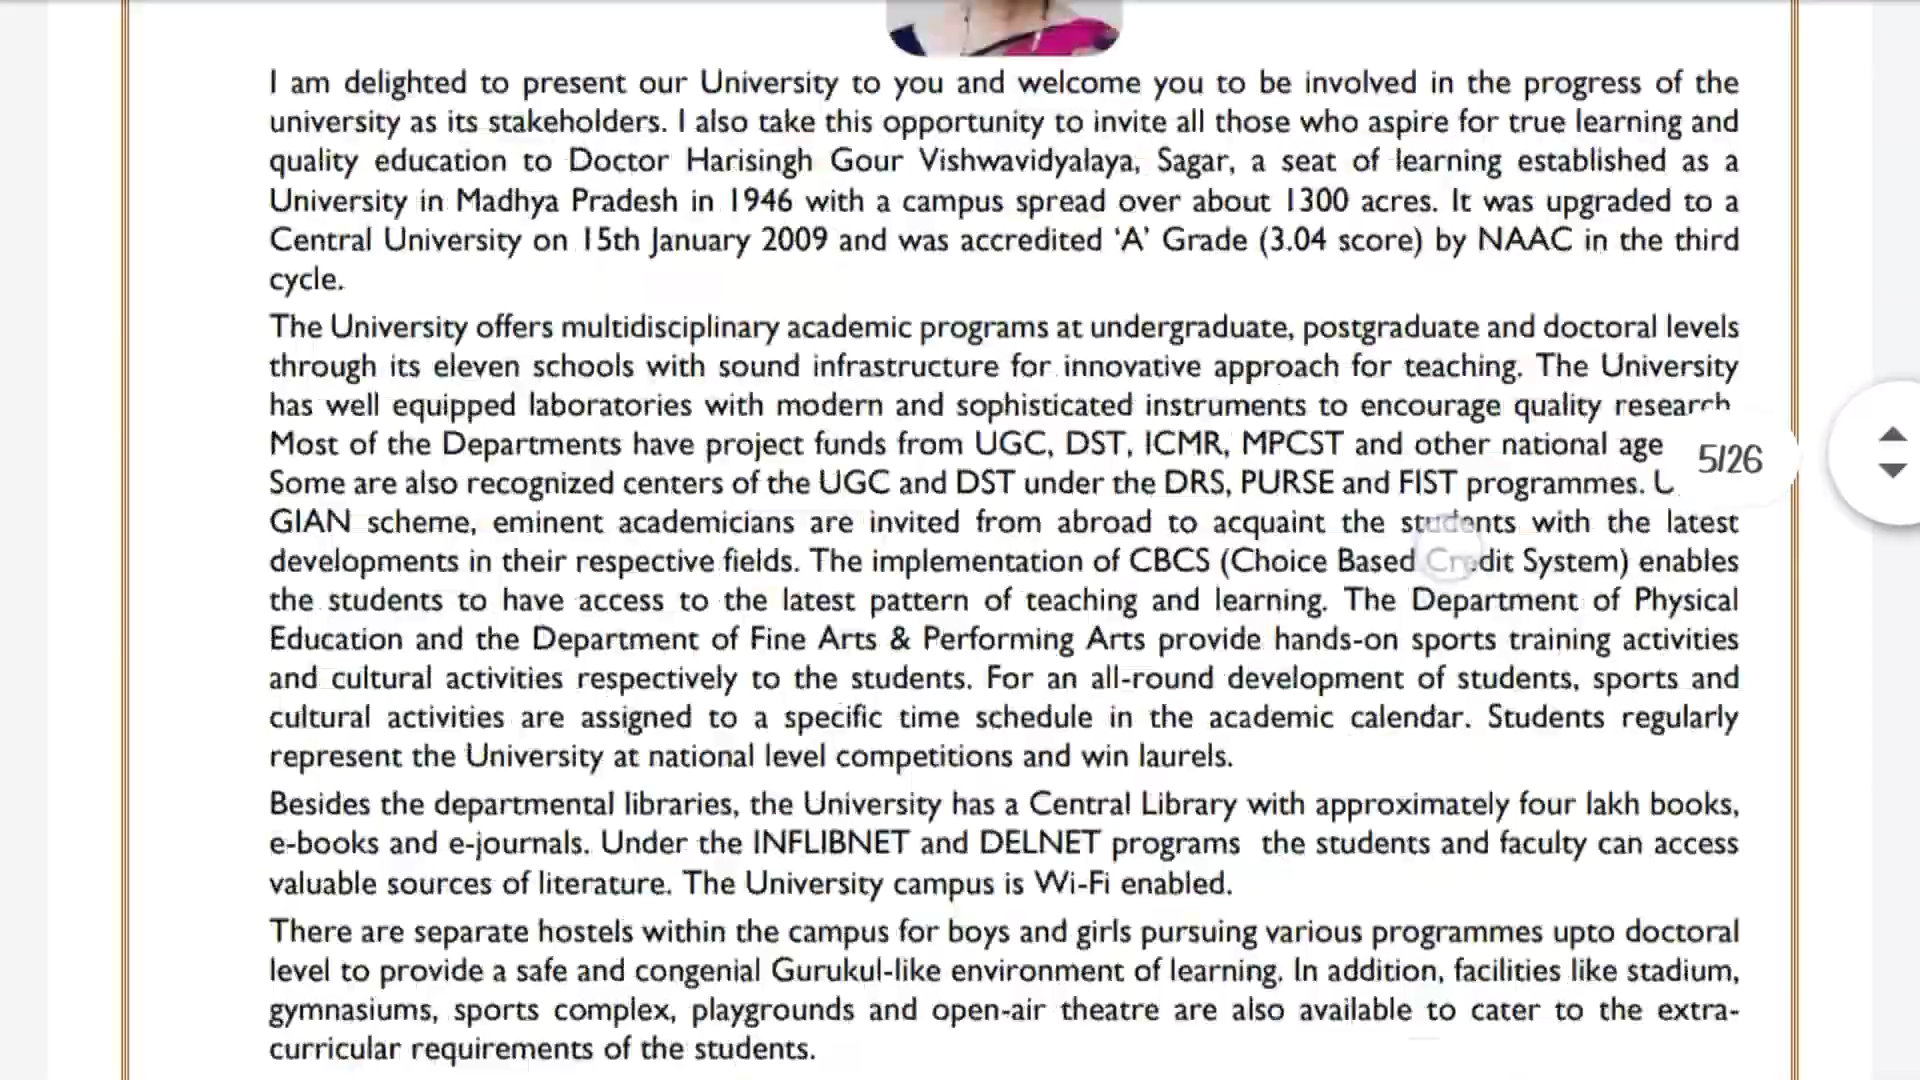 I am delighted to present our University to you and welcome you to be involved in the progress of the
university as its stakeholders. I also take this opportunity to invite all those who aspire for true learning and
quality education to Doctor Harisingh Gour Vishwavidyalaya, Sagar, a seat of learning established as a
University in Madhya Pradesh in 1946 with a campus spread over about 1300 acres. It was upgraded to a
Central University on 15th January 2009 and was accredited ‘A’ Grade (3.04 score) by NAAC in the third
cycle.
The University offers multidisciplinary academic programs at undergraduate, postgraduate and doctoral levels
through its eleven schools with sound infrastructure for innovative approach for teaching. The University
has well equipped laboratories with modern and sophisticated instruments to encourage quality research
Most of the Departments have project funds from UGC, DST, ICMR, MPCST and other national age
5/26
Some are also recognized centers of the UGC and DST under the DRS, PURSE and FIST programmes.
GIAN scheme, eminent academicians are invited from abroad to acquaint the students with the latest
developments in their respective fields. The implementation of CBCS (Choice Based Credit System) enables
the students to have access to the latest pattern of teaching and learning. The Department of Physical
Education and the Department of Fine Arts & Performing Arts provide hands-on sports training activities
and cultural activities respectively to the students. For an all-round development of students, sports and
cultural activities are assigned to a specific time schedule in the academic calendar. Students regularly
represent the University at national level competitions and win laurels.
Besides the departmental libraries, the University has a Central Library with approximately four lakh books,
e-books and e-journals. Under the INFLIBNET and DELNET programs the students and faculty can access
valuable sources of literature. The University campus is Wi-Fi enabled.
There are separate hostels within the campus for boys and girls pursuing various programmes upto doctoral
level to provide a safe and congenial Gurukul-like environment of learning. In addition, facilities like stadium,
gymnasiums, sports complex, playgrounds and open-air theatre are also available to cater to the extra-
curricular requirements of the students.